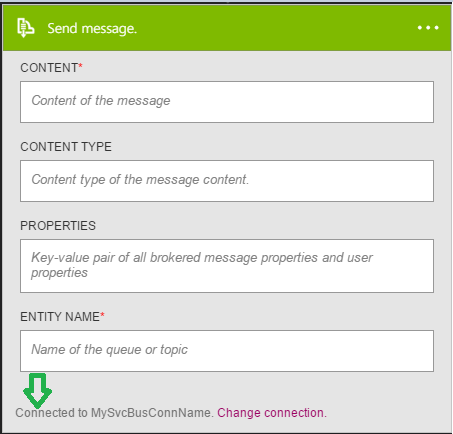 Send message.
CONTENT*
Content of the message
CONTENT TYPE
Content type of the message content.
PROPERTIES
Key-value pair of all brokered message properties and user
properties
ENTITY NAME*
Name of the queue or topic
Connected to MySvcBusConnName. Change connection.